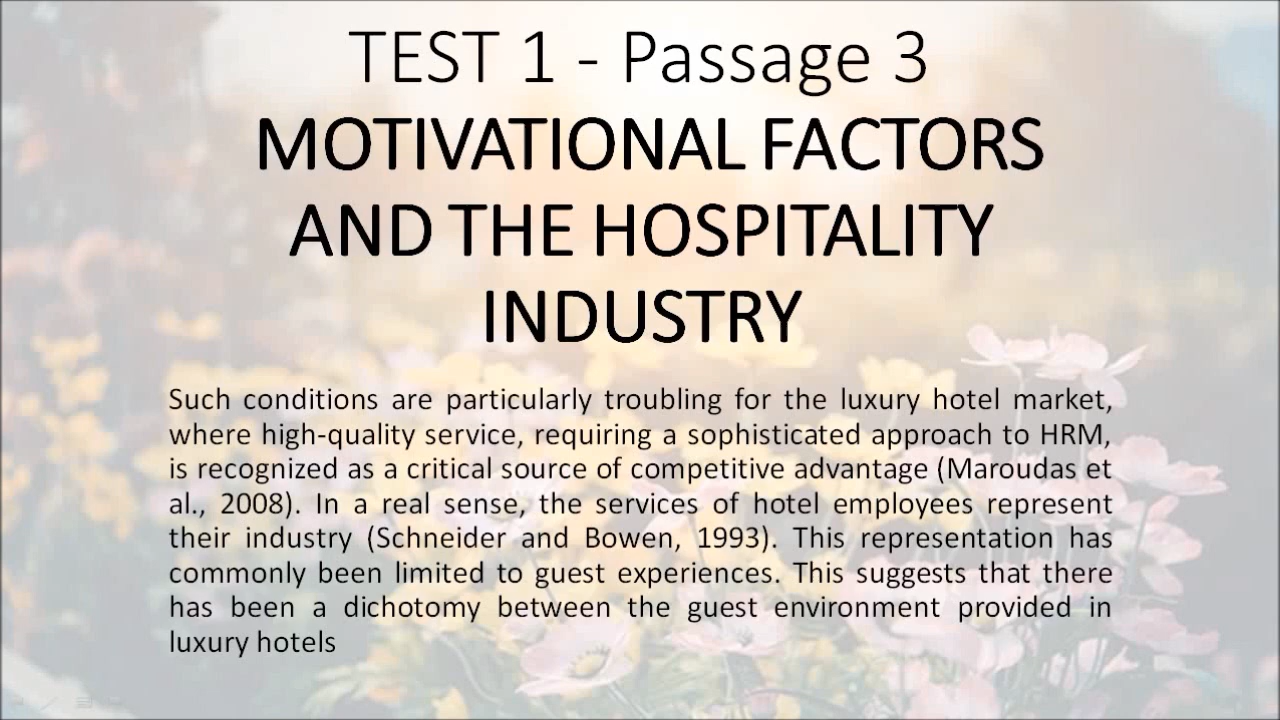 TEST 1 - Passage 3
MOTIVATIONAL FACTORS
AND THE HOSPITALITY
INDUSTRY
Such conditions are particularly troubling for the luxury hotel market,
where high-quality service, requiring a sophisticated approach to HRM,
is recognized as a critical source of competitive advantage (Maroudas et
al., 2008). In a real sense, the services of hotel employees represent
their industry (Schneider and Bowen, 1993). This representation has
commonly been limited to guest experiences. This suggests that there
has been a dichotomy between the guest environment provided in
luxury hotels